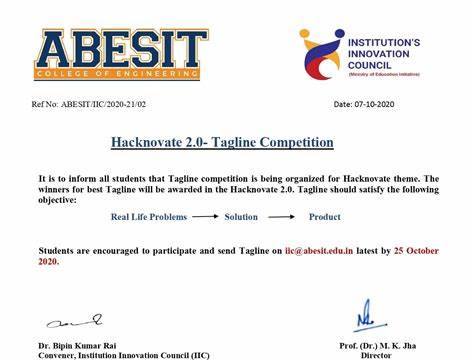 ABESIT
COLLEGE OF ENGINEERING
INSTITUTION'S
INNOVATION
COUNCIL
(Ministry of Education Initiative)
Ref No: ABESIT/IIC/2020-21/02 Date: 07-10-2020
Hacknovate 2.0- Tagline Competition
It is to inform all students that Tagline competition is being organized for Hacknovate theme. The
winners for best Tagline will be awarded in the Hacknovate 2.0. Tagline should satisfy the following
objective:
Real Life Problems Solution Product
Students are encouraged to participate and send Tagline on iic@abesit.edu.in latest by 25 October
2020.
Dr. Bipin Kumar Rai Prof. (Dr.) M. K. Jha
Convener, Institution Innovation Council (IIC) Director